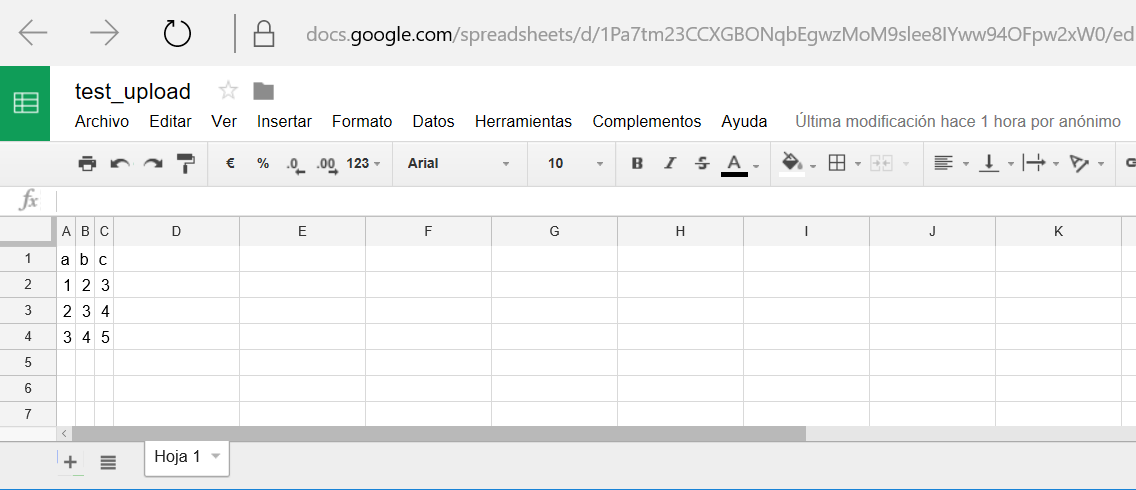 docs.google.com/spreadsheets/d/1Pa7tm23CCXGBONqbEgwzMoM9slee8IYww94OFpw2xW0/ed
test_upload
Archivo Editar Ver Insertar Formato Datos Herramientas Complementos Ayuda Última modificación hace 1 hora por anónimo
€ % .0 .00 123 Arial 10 B I S A
fx
A B C D E F G H I J K
1 a b c
2 1 2 3
3 2 3 4
4 3 4 5
5
6
7
+ Hoja 1